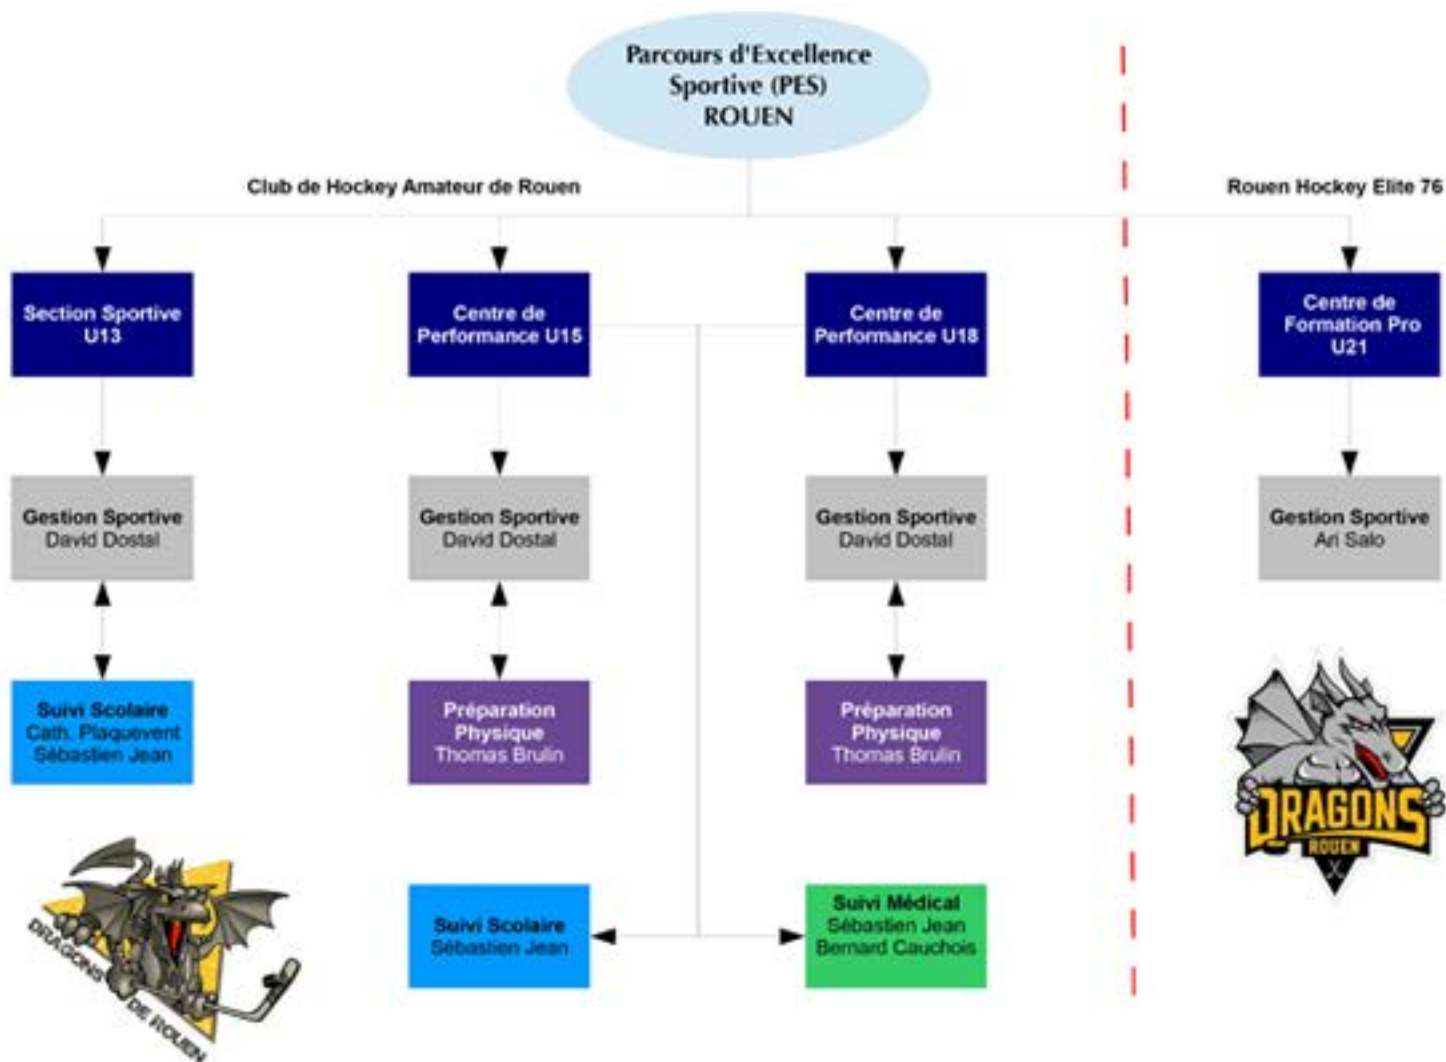 Parcours d'Excellence
Sportive (PES)
ROUEN
Club de Hockey Amateur de Rouen
Rouen Hockey Elite 76
Section Sportive
U13
Centre de
Performance U15
Centre de
Performance U18
Centre de
Formation Pro
U21
Gestion Sportive
David Dostal
Gestion Sportive
David Dostal
Gestion Sportive
David Dostal
Gestion Sportive
Ari Salo
Suivi Scolaire
Cath. Plaquevent
Sébastien Jean
Préparation
Physique
Thomas Brulin
Préparation
Physique
Thomas Brulin
DRAGONS
ROUEN
DRAGONS DE ROUEN
Suivi Scolaire
Sébastien Jean
Suivi Médical
Sébastien Jean
Bernard Cauchois